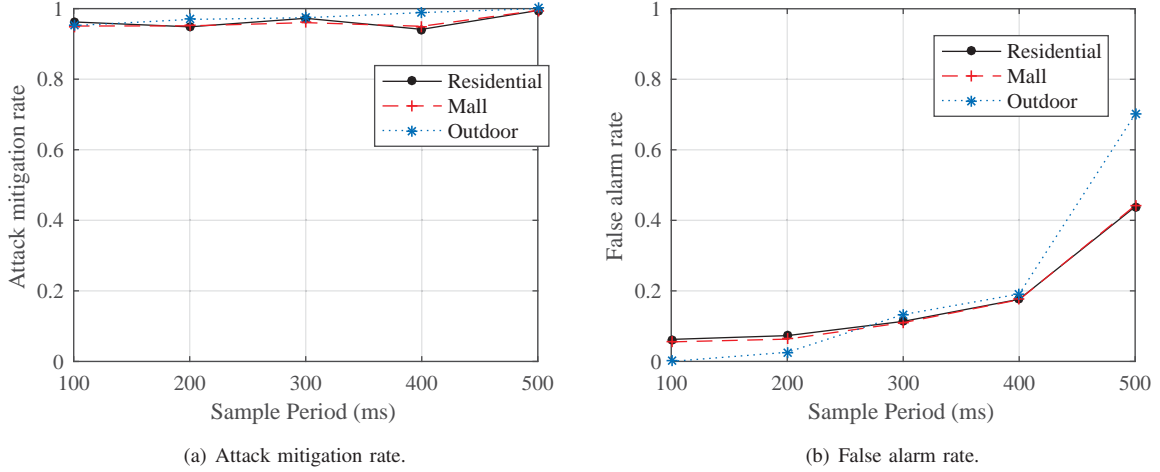 1
0.8
0.6
0.4
0.2
0
Attack mitigation rate
Residential
Mall
Outdoor
100 200 300 400 500
Sample Period (ms)
(a) Attack mitigation rate.
1
0.8
0.6
0.4
0.2
0
False alarm rate
Residential
Mall
Outdoor
100 200 300 400 500
Sample Period (ms)
(b) False alarm rate.